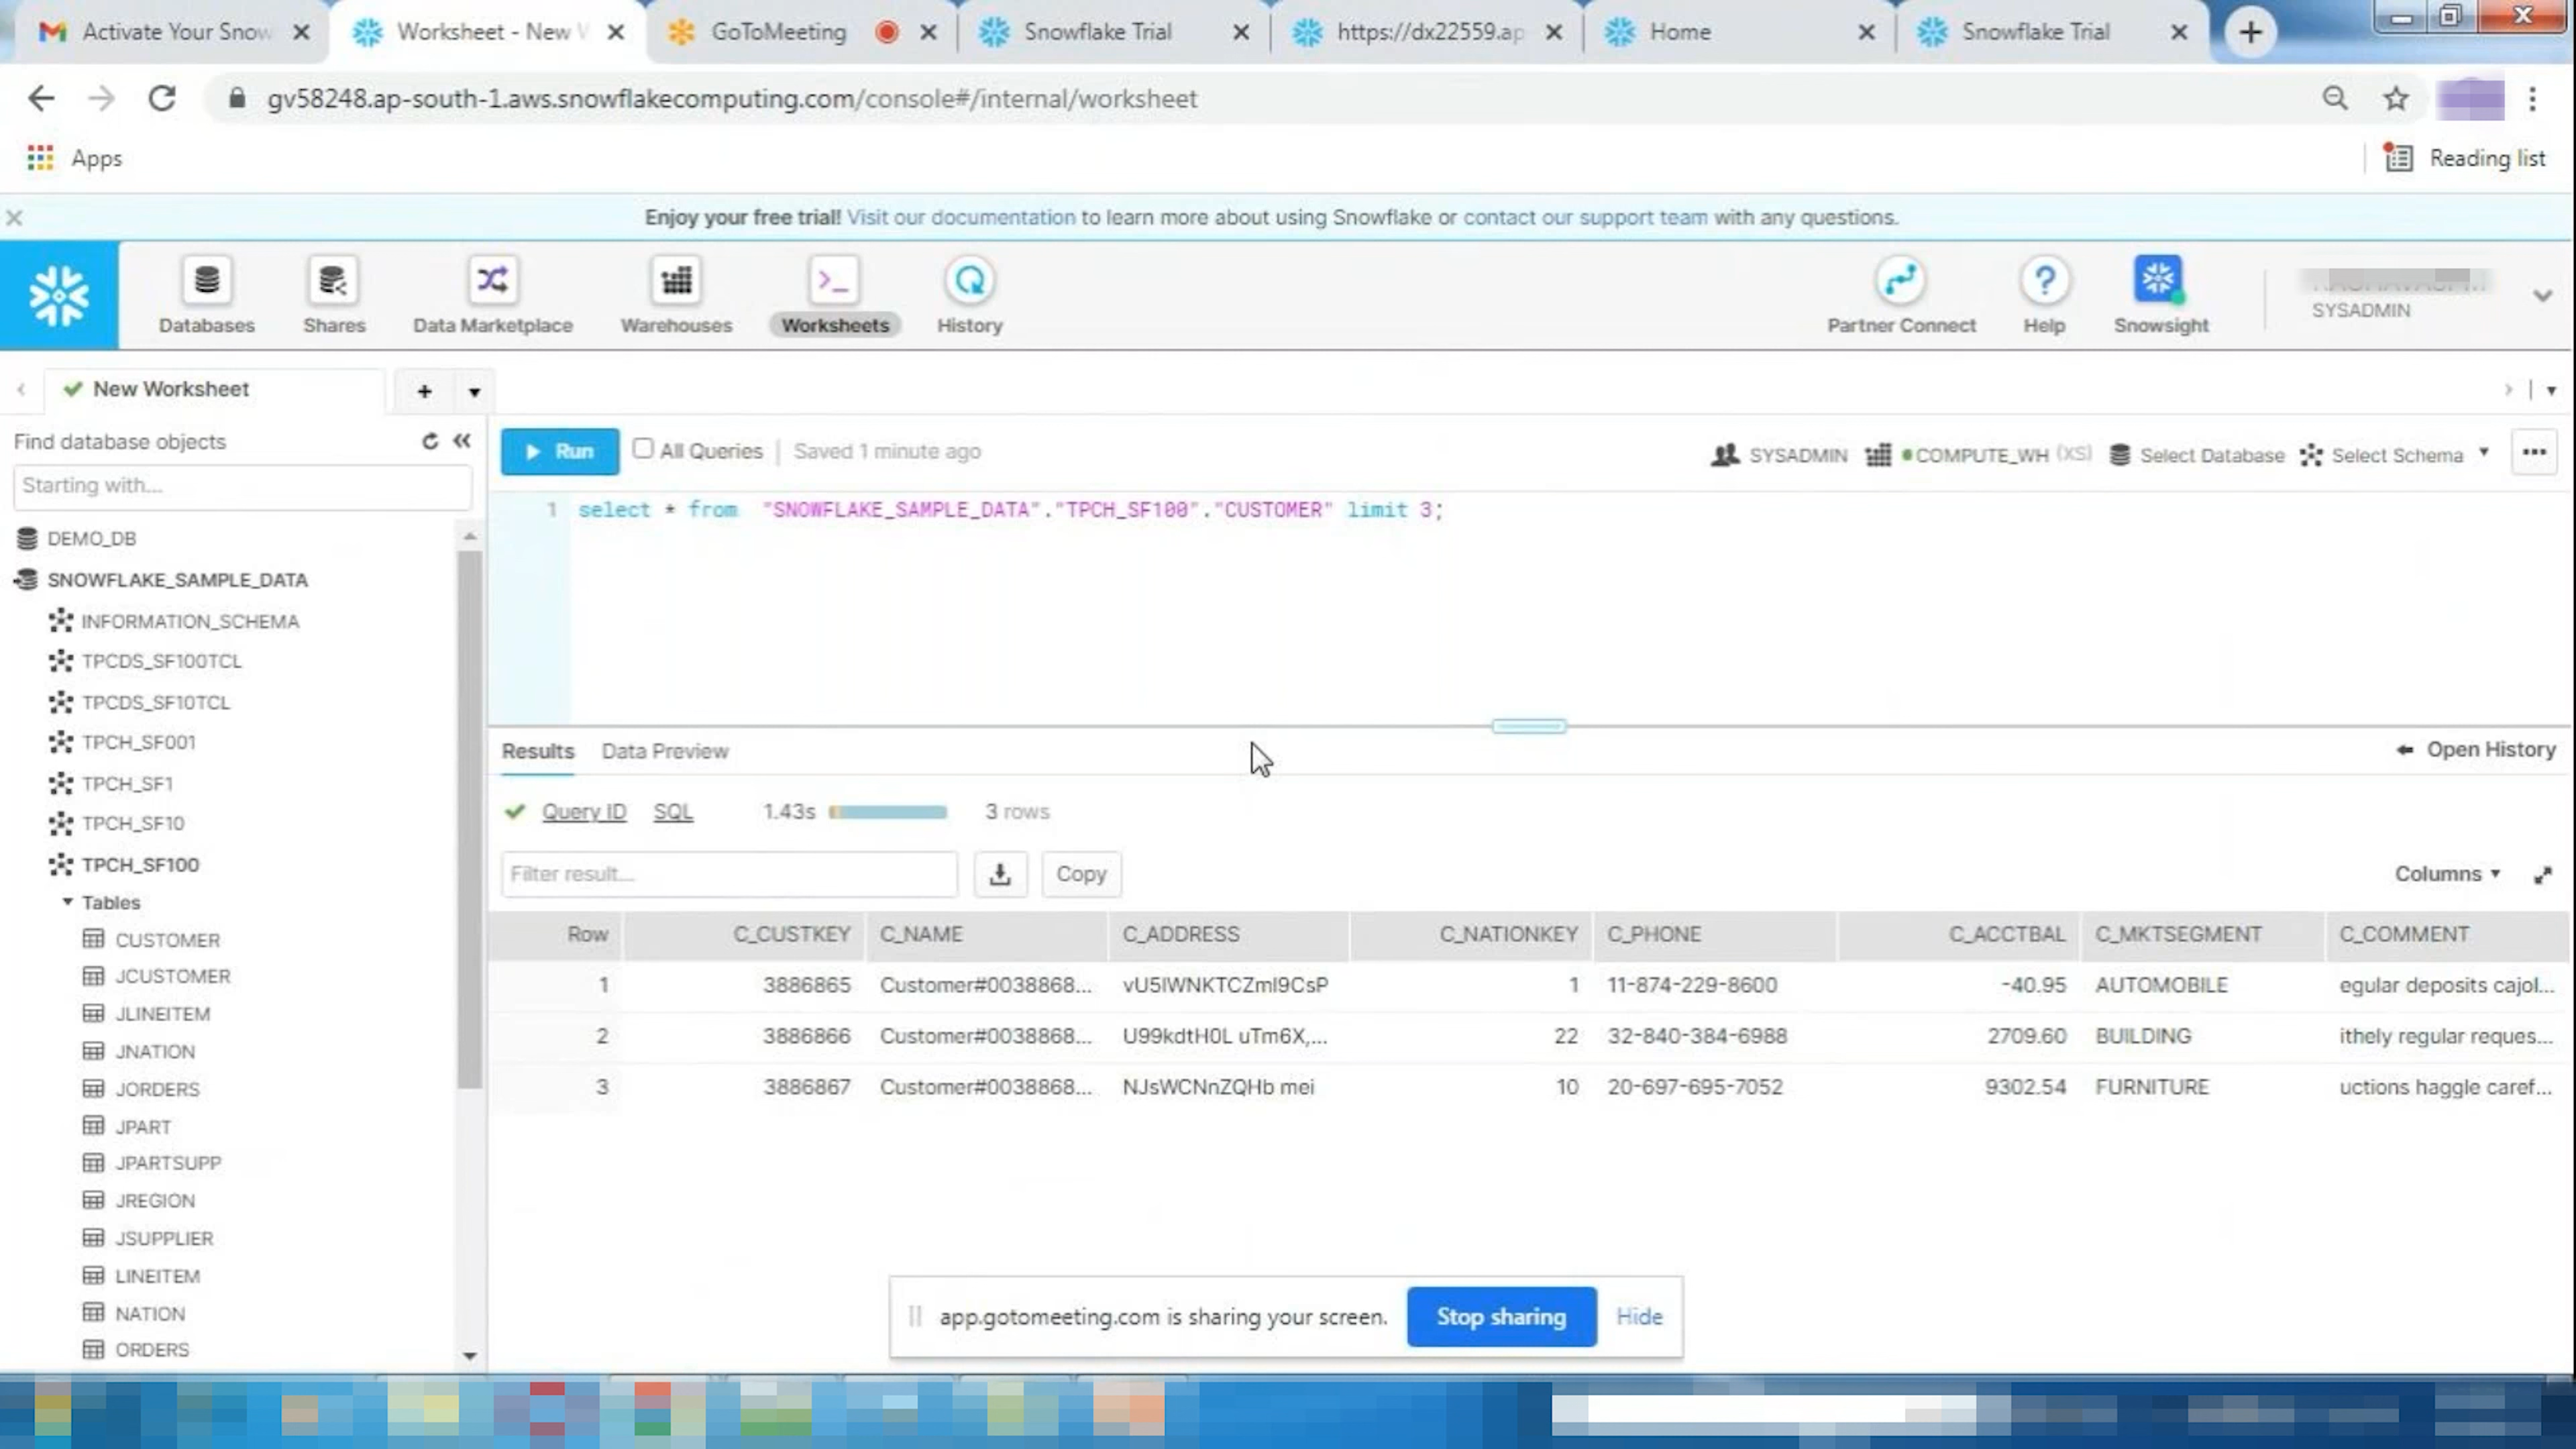 Activate Your Snow
Worksheet - New W
GoToMeeting
Snowflake Trial
https://dx22559.ap
Home
Snowflake Trial
gv58248.ap-south-1.aws.snowflakecomputing.com/console#/internal/worksheet
Apps
Reading list
Enjoy your free trial! Visit our documentation to learn more about using Snowflake or contact our support team with any questions.
Databases
Shares
Data Marketplace
Warehouses
Worksheets
History
Partner Connect
Help
Snowsight
SYSADMIN
New Worksheet
Find database objects
Starting with...
DEMO_DB
SNOWFLAKE_SAMPLE_DATA
INFORMATION_SCHEMA
TPCDS_SF100TCL
TPCDS_SF10TCL
TPCH_SF001
TPCH_SF1
TPCH_SF10
TPCH_SF100
Tables
CUSTOMER
JCUSTOMER
JLINEITEM
JNATION
JORDERS
JPART
JPARTSUPP
JREGION
JSUPPLIER
LINEITEM
NATION
ORDERS
Run All Queries Saved 1 minute ago
SYSADMIN COMPUTE_WH (XS) Select Database Select Schema
1 select * from "SNOWFLAKE_SAMPLE_DATA"."TPCH_SF100"."CUSTOMER" limit 3;
Results Data Preview Open History
Query ID SQL 1.43s 3 rows
Filter result... Copy Columns
Row C_CUSTKEY C_NAME C_ADDRESS C_NATIONKEY C_PHONE C_ACCTBAL C_MKTSEGMENT C_COMMENT
1 3886865 Customer#0038868... vU5IWNKTCZmI9CsP 1 11-874-229-8600 -40.95 AUTOMOBILE egular deposits cajol...
2 3886866 Customer#0038868... U99kdtH0L uTm6X,... 22 32-840-384-6988 2709.60 BUILDING ithely regular reques...
3 3886867 Customer#0038868... NJsWCNnZQHb mei 10 20-697-695-7052 9302.54 FURNITURE uctions haggle caref...
app.gotomeeting.com is sharing your screen. Stop sharing Hide